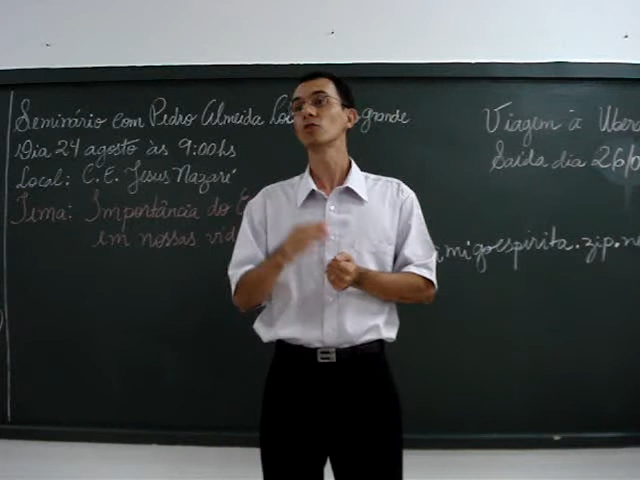 Seminário com Pedro Almeida grande
Dia 24 agosto às 9:00hs
Local: C. E. Jesus Nazaré
Tema: Importância do
em nossas
Viagem à
Saída dia
amigoespirita.zip.ne